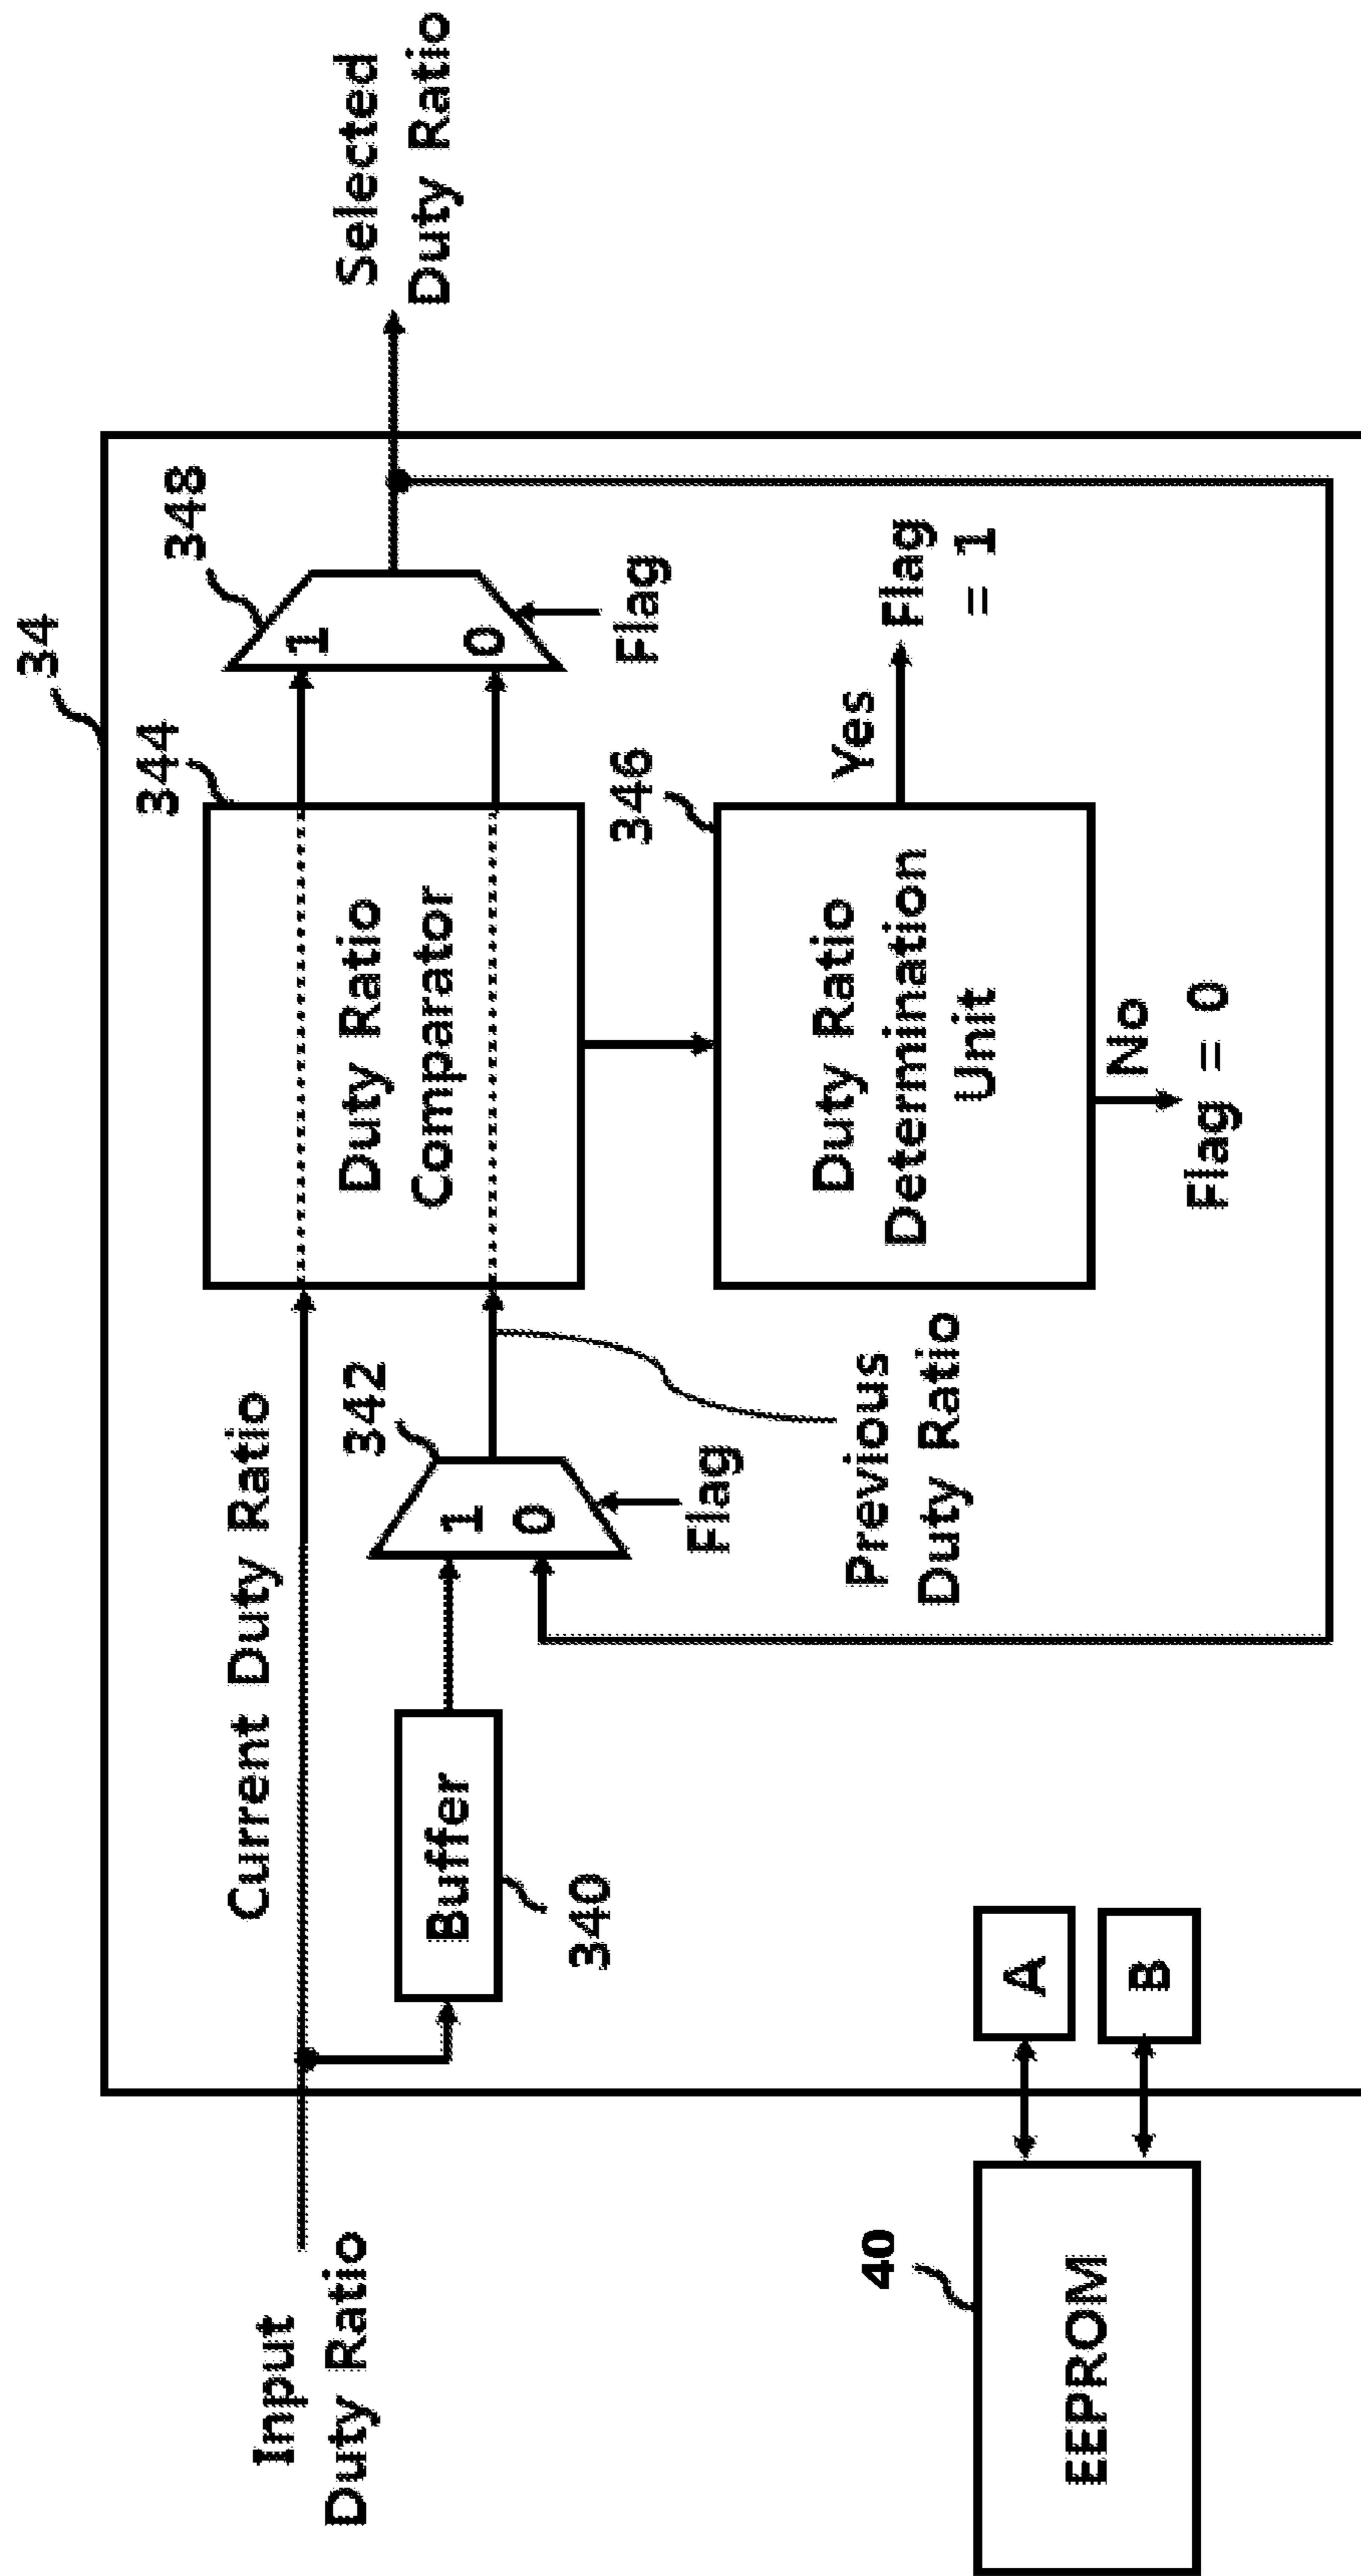 34
344
348
Selected
Duty Ratio
Input
Duty Ratio
Current Duty Ratio
Buffer
340
342
1
0
Flag
Previous
Duty Ratio
Duty Ratio
Comparator
1
0
Flag
346
Duty Ratio
Determination
Unit
Yes
Flag
= 1
No
Flag = 0
40
EEPROM
A
B